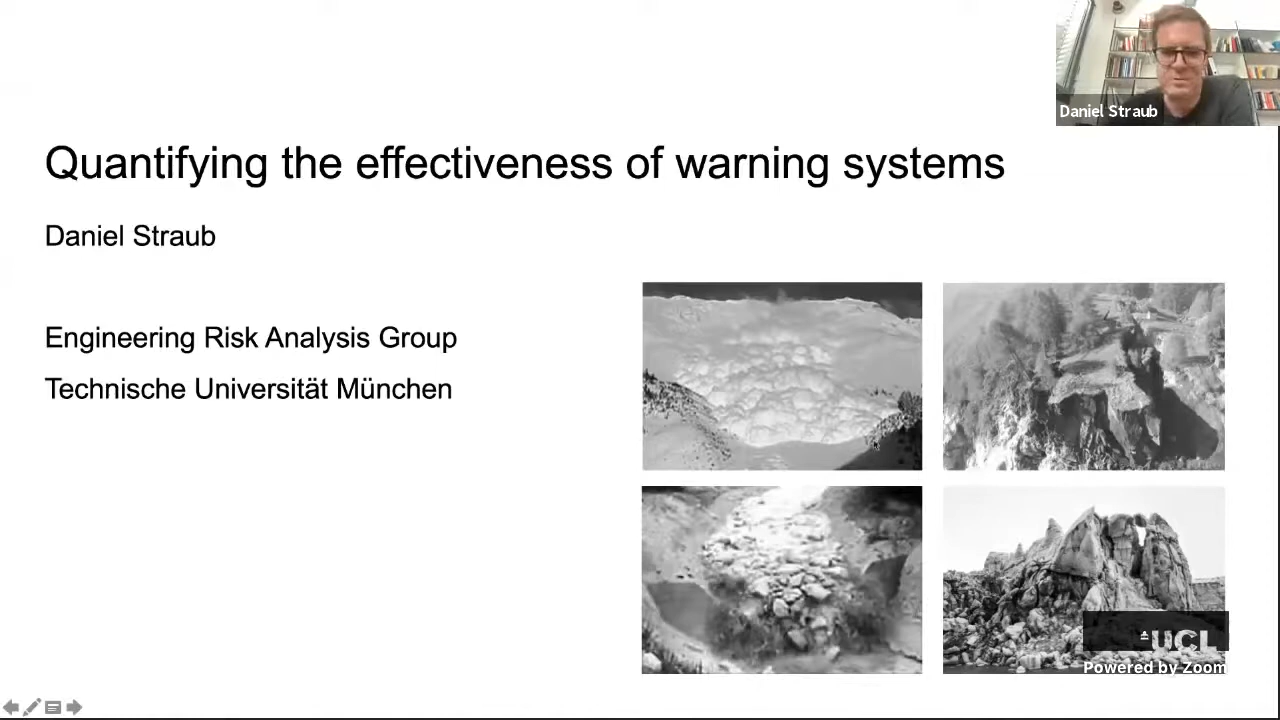 Daniel Straub
Quantifying the effectiveness of warning systems
Daniel Straub
Engineering Risk Analysis Group
Technische Universität München
UCL
Powered by Zoom